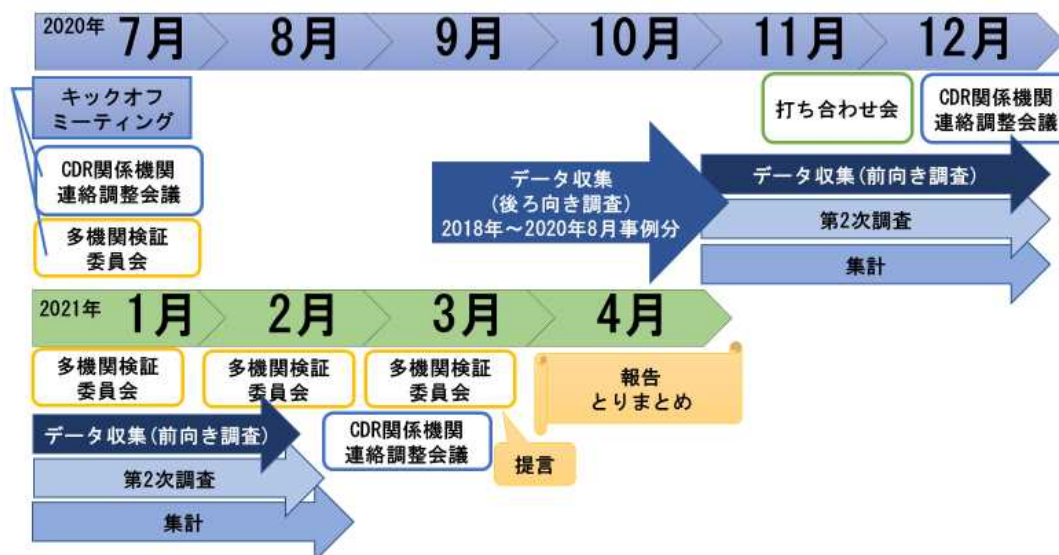 2020年 7月 8月 9月 10月 11月 12月
キックオフ
ミーティング
CDR関係機関
連絡調整会議
多機関検証
委員会
データ収集
(後ろ向き調査)
2018年～2020年8月事例分
打ち合わせ会
CDR関係機関
連絡調整会議
データ収集(前向き調査)
第2次調査
集計
2021年 1月 2月 3月 4月
多機関検証
委員会
多機関検証
委員会
多機関検証
委員会
報告
とりまとめ
データ収集(前向き調査)
第2次調査
集計
CDR関係機関
連絡調整会議
提言